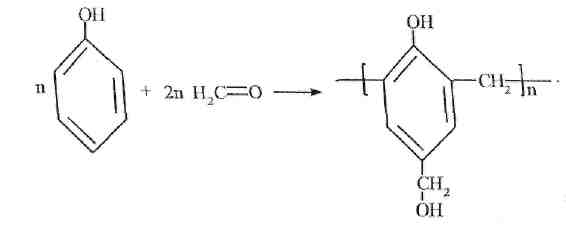 OH
n + 2n H₂C=O ⟶ —[ CH₂—]n—
OH
CH₂
OH